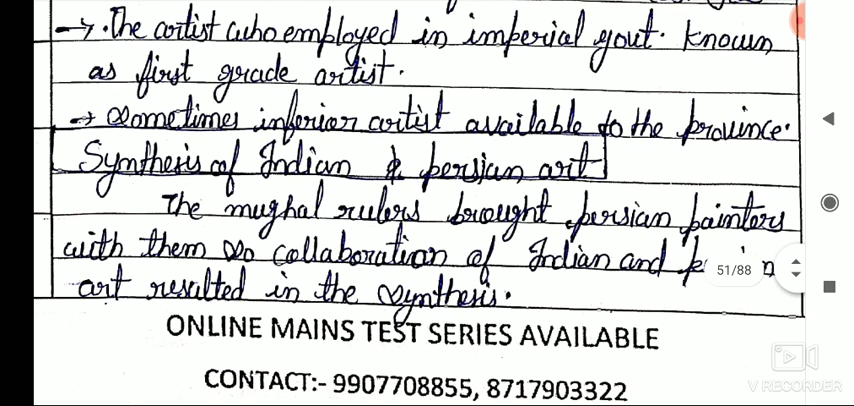 → The artist who employed in imperial govt. known
as first grade artist.
→ Sometimes inferior artist available to the province.
Synthesis of Indian & persian art
The mughal rulers brought persian painters
with them so collaboration of Indian and
51/88
art resulted in the synthesis.
ONLINE MAINS TEST SERIES AVAILABLE
CONTACT:- 9907708855, 8717903322
V RECORDER